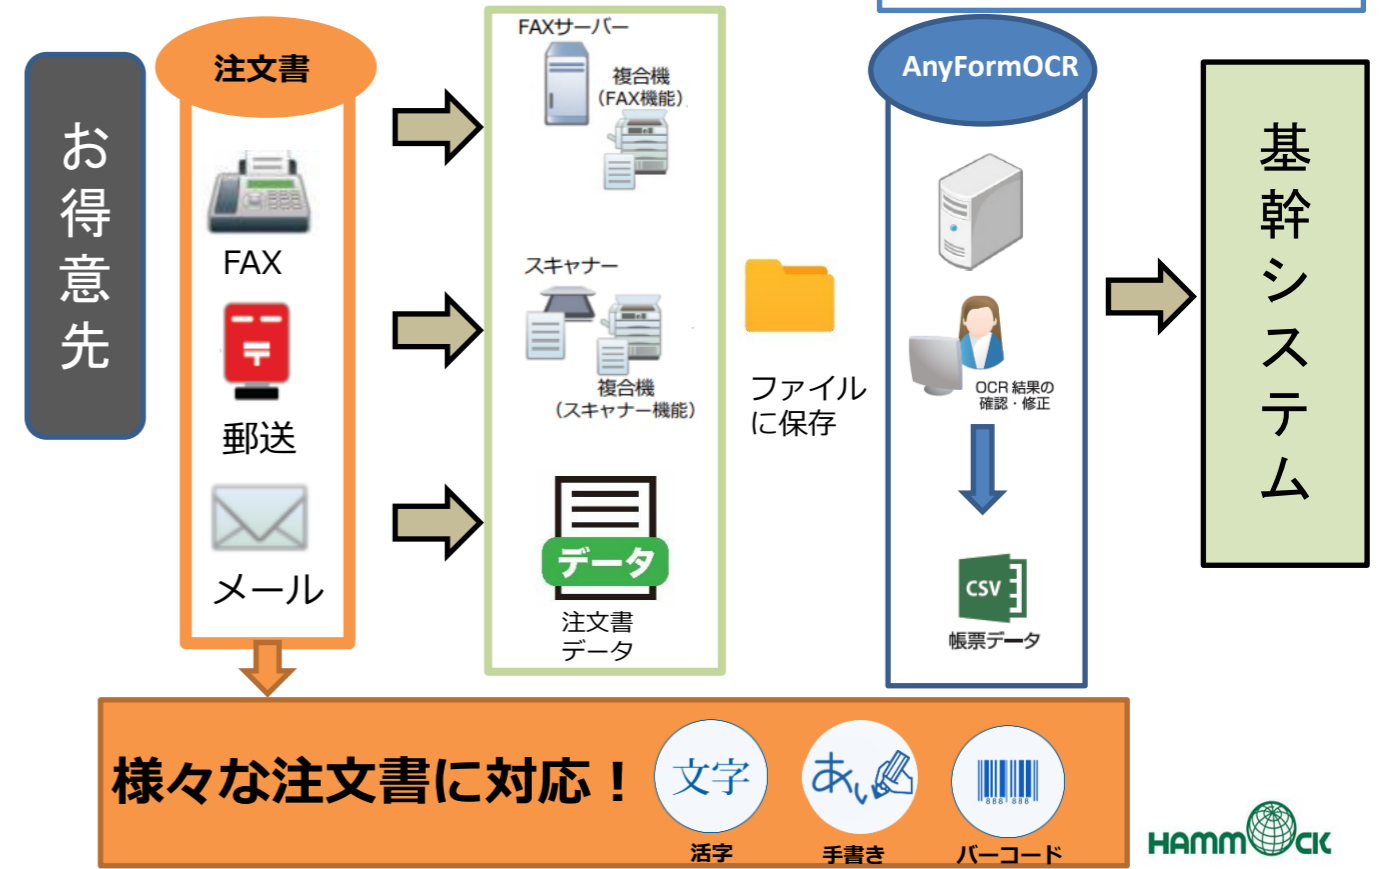 お得意先
注文書
FAX
郵送
メール
FAXサーバー
複合機
(FAX機能)
スキャナー
複合機
(スキャナー機能)
データ
注文書
データ
ファイル
に保存
AnyFormOCR
OCR 結果の
確認・修正
CSV
帳票データ
基幹システム
様々な注文書に対応！
文字
活字
あい
手書き
888 888
バーコード
HAMMOCK